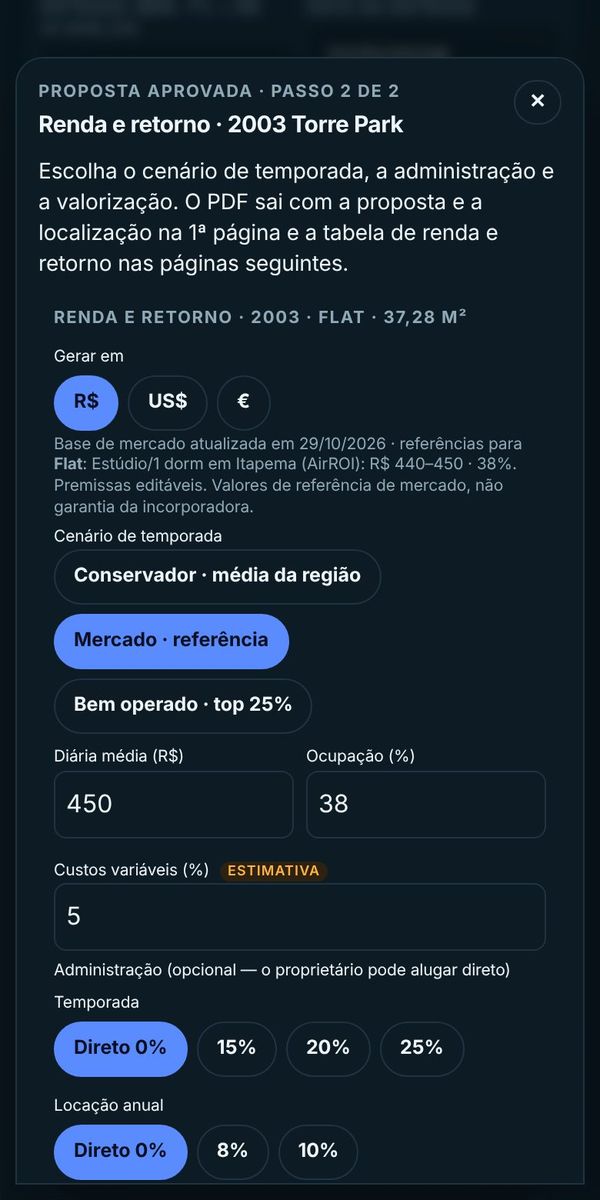 PROPOSTA APROVADA · PASSO 2 DE 2
Renda e retorno · 2003 Torre Park
×
Escolha o cenário de temporada, a administração e
a valorização. O PDF sai com a proposta e a
localização na 1ª página e a tabela de renda e
retorno nas páginas seguintes.
RENDA E RETORNO · 2003 · FLAT · 37,28 M²
Gerar em
R$ US$ €
Base de mercado atualizada em 29/10/2026 · referências para
Flat: Estúdio/1 dorm em Itapema (AirROI): R$ 440–450 · 38%.
Premissas editáveis. Valores de referência de mercado, não
garantia da incorporadora.
Cenário de temporada
Conservador · média da região
Mercado · referência
Bem operado · top 25%
Diária média (R$) Ocupação (%)
450 38
Custos variáveis (%) ESTIMATIVA
5
Administração (opcional — o proprietário pode alugar direto)
Temporada
Direto 0% 15% 20% 25%
Locação anual
Direto 0% 8% 10%